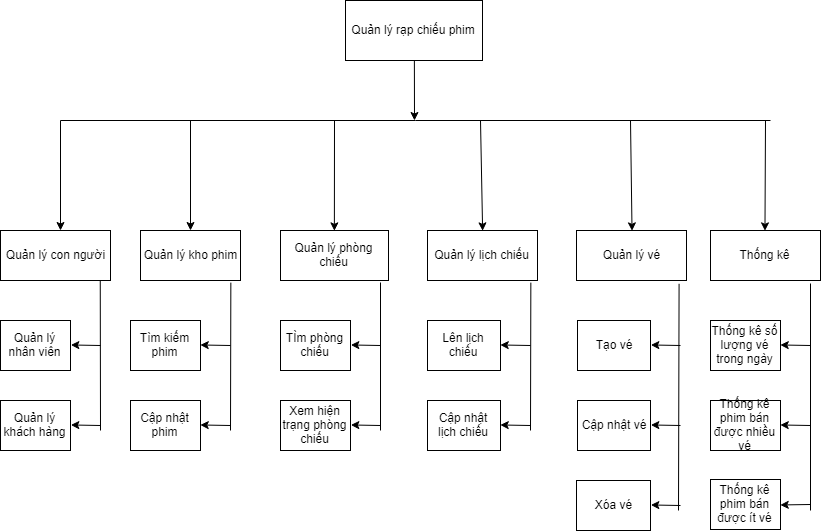 Quản lý rạp chiếu phim
Quản lý con người
Quản lý kho phim
Quản lý phòng
chiếu
Quản lý lịch chiếu
Quản lý vé
Thống kê
Quản lý
nhân viên
Tìm kiếm
phim
TÌm phòng
chiếu
Lên lịch
chiếu
Tạo vé
Thống kê số
lượng vé
trong ngày
Quản lý
khách hàng
Cập nhật
phim
Xem hiện
trạng phòng
chiếu
Cập nhật
lịch chiếu
Cập nhật vé
Thống kê
phim bán
được nhiều
vé
Xóa vé
Thống kê
phim bán
được ít vé